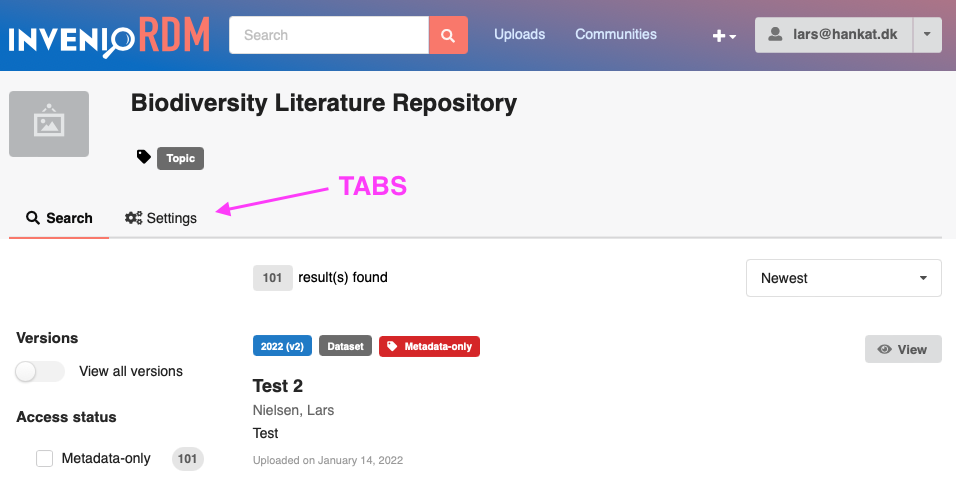 INVENIO RDM
Search
Uploads
Communities
lars@hankat.dk
Biodiversity Literature Repository
Topic
TABS
Search
Settings
101 result(s) found
Newest
Versions
View all versions
Access status
Metadata-only 101
2022 (v2) Dataset Metadata-only
View
Test 2
Nielsen, Lars
Test
Uploaded on January 14, 2022